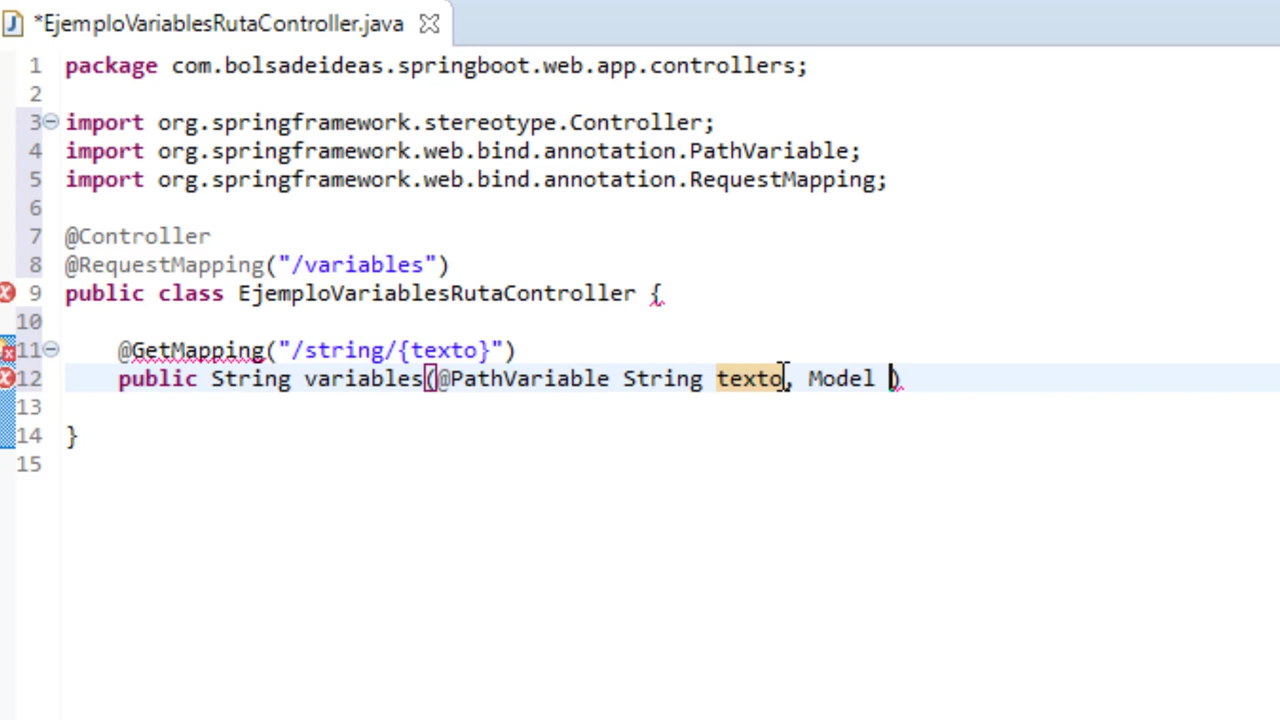 *EjemploVariablesRutaController.java
1 package com.bolsadeideas.springboot.web.app.controllers;
2
3 import org.springframework.stereotype.Controller;
4 import org.springframework.web.bind.annotation.PathVariable;
5 import org.springframework.web.bind.annotation.RequestMapping;
6
7 @Controller
8 @RequestMapping("/variables")
9 public class EjemploVariablesRutaController {
10
11 @GetMapping("/string/{texto}")
12 public String variables(@PathVariable String texto, Model )
13
14 }
15